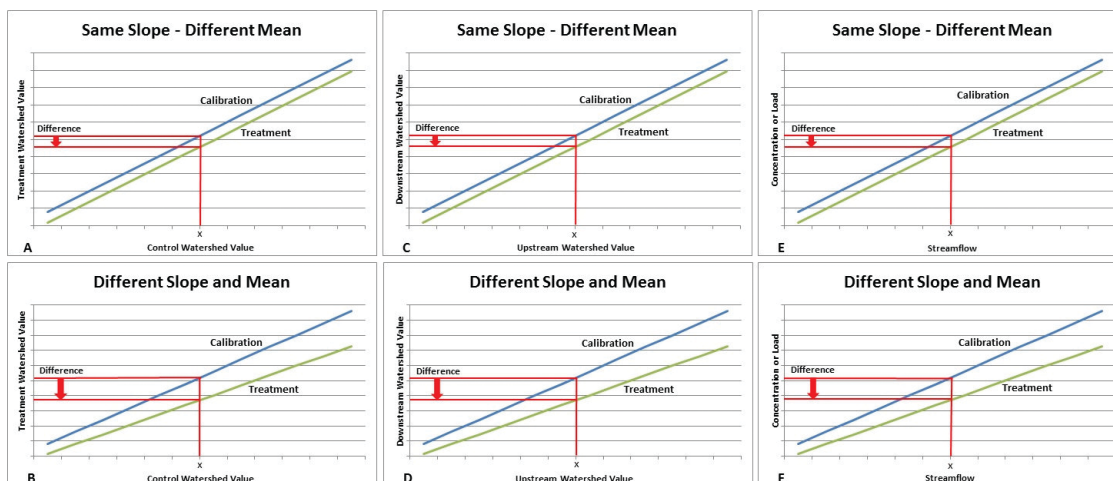 Same Slope - Different Mean
Treatment Watershed Value
Calibration
Difference
Treatment
x
A
Control Watershed Value
Same Slope - Different Mean
Downstream Watershed Value
Calibration
Difference
Treatment
x
C
Upstream Watershed Value
Same Slope - Different Mean
Concentration or Load
Calibration
Difference
Treatment
x
E
Streamflow
Different Slope and Mean
Treatment Watershed Value
Calibration
Difference
Treatment
x
B
Control Watershed Value
Different Slope and Mean
Downstream Watershed Value
Calibration
Difference
Treatment
x
D
Upstream Watershed Value
Different Slope and Mean
Concentration or Load
Calibration
Difference
Treatment
x
F
Streamflow